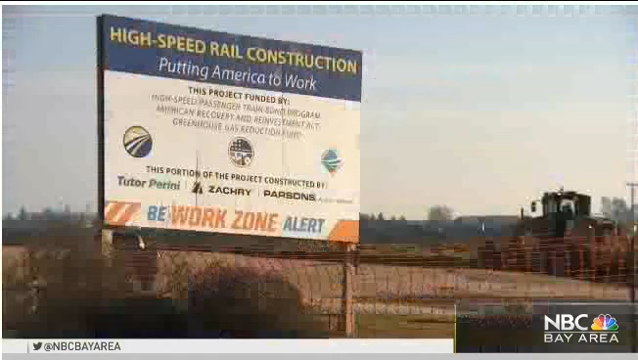 HIGH-SPEED RAIL CONSTRUCTION
Putting America to Work
THIS PROJECT FUNDED BY:
HIGH-SPEED PASSENGER TRAIN BOND PROGRAM
AMERICAN RECOVERY AND REINVESTMENT ACT
GREENHOUSE GAS REDUCTION FUND
THIS PORTION OF THE PROJECT CONSTRUCTED BY:
Tutor Perini | ZACHRY | PARSONS
BE WORK ZONE ALERT
@NBCBAYAREA
NBC
BAY AREA